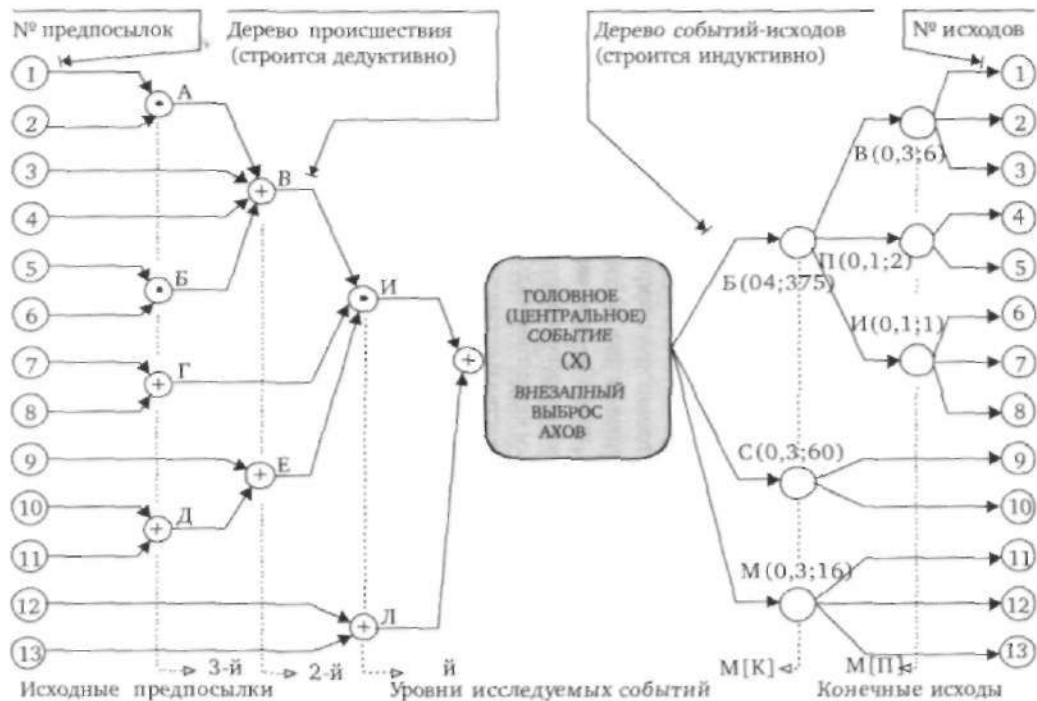 № предпосылок
Дерево происшествия
(строится дедуктивно)
Дерево событий-исходов
(строится индуктивно)
№ исходов
1
2
3
4
5
6
7
8
9
10
11
12
13
А
Б
В
Г
Д
Е
И
Л
ГОЛОВНОЕ
(ЦЕНТРАЛЬНОЕ)
СОБЫТИЕ
(X)
ВНЕЗАПНЫЙ
ВЫБРОС
АХОВ
В(0,3;6)
П(0,1;2)
Б(04;375)
И(0,1;1)
С(0,3;60)
М(0,3;16)
1
2
3
4
5
6
7
8
9
10
11
12
13
3-й
2-й
й
М[К]
М[П]
Исходные предпосылки
Уровни исследуемых событий
Конечные исходы